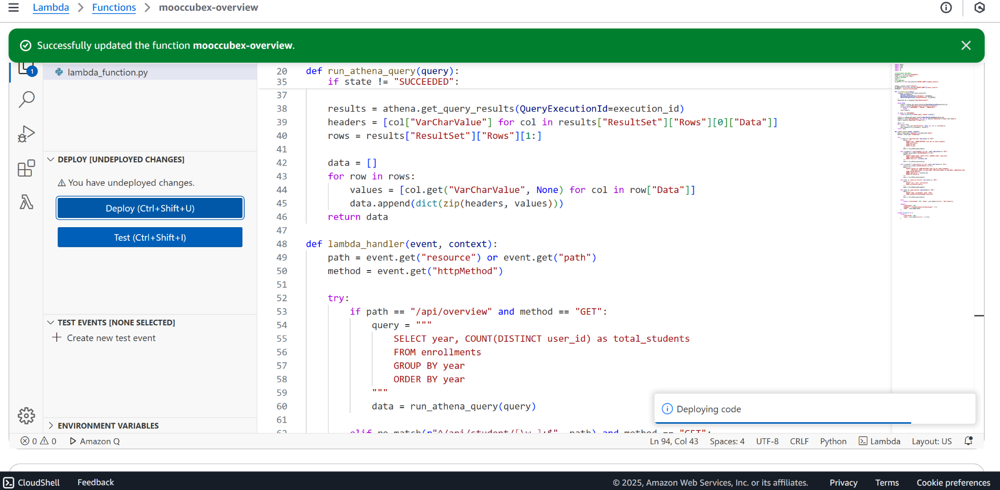 Lambda > Functions > mooccubex-overview
Successfully updated the function mooccubex-overview.
1
lambda_function.py
DEPLOY [UNDEPLOYED CHANGES]
You have undeployed changes.
Deploy (Ctrl+Shift+U)
Test (Ctrl+Shift+I)
TEST EVENTS [NONE SELECTED]
Create new test event
ENVIRONMENT VARIABLES
20 def run_athena_query(query):
35 if state != "SUCCEEDED":
37
38 results = athena.get_query_results(QueryExecutionId=execution_id)
39 headers = [col["VarCharValue"] for col in results["ResultSet"]["Rows"][0]["Data"]]
40 rows = results["ResultSet"]["Rows"][1:]
41
42 data = []
43 for row in rows:
44 values = [col.get("VarCharValue", None) for col in row["Data"]]
45 data.append(dict(zip(headers, values)))
46 return data
47
48 def lambda_handler(event, context):
49 path = event.get("resource") or event.get("path")
50 method = event.get("httpMethod")
51
52 try:
53 if path == "/api/overview" and method == "GET":
54 query = """
55 SELECT year, COUNT(DISTINCT user_id) as total_students
56 FROM enrollments
57 GROUP BY year
58 ORDER BY year
59 """
60 data = run_athena_query(query)
61
Deploying code
0 0 Amazon Q
Ln 94, Col 43 Spaces: 4 UTF-8 CRLF Python Lambda Layout: US
CloudShell Feedback
© 2025, Amazon Web Services, Inc. or its affiliates. Privacy Terms Cookie preferences